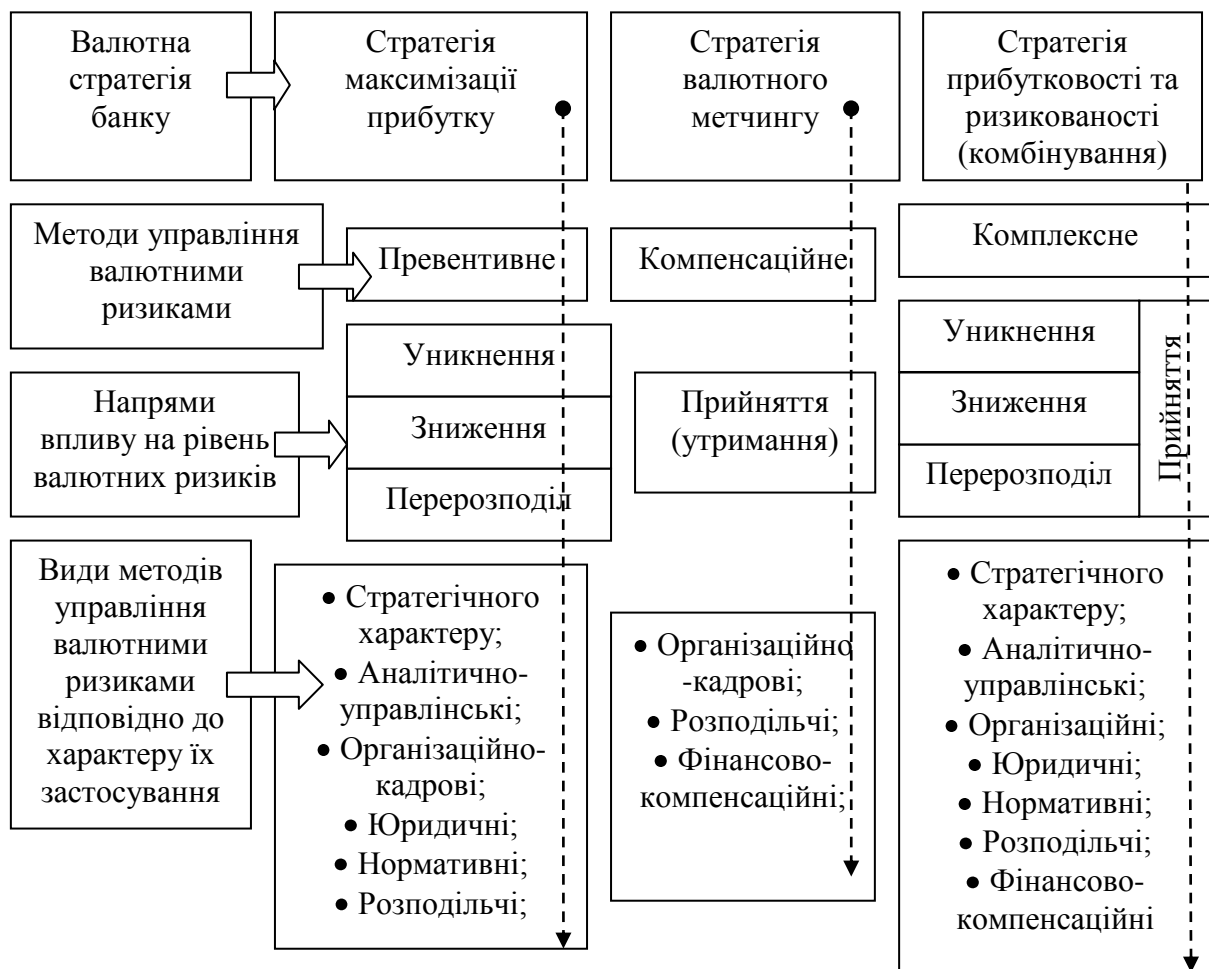 Валютна
стратегія
банку
Стратегія
максимізації
прибутку
Стратегія
валютного
метчингу
Стратегія
прибутковості та
ризикованості
(комбінування)
Методи управління
валютними
ризиками
Превентивне
Компенсаційне
Комплексне
Напрями
впливу на рівень
валютних ризиків
Уникнення
Зниження
Перерозподіл
Прийняття
(утримання)
Уникнення
Зниження
Перерозподіл
Прийняття
Види методів
управління
валютними
ризиками
відповідно до
характеру їх
застосування
• Стратегічного
характеру;
• Аналітично-
управлінські;
• Організаційно-
кадрові;
• Юридичні;
• Нормативні;
• Розподільчі;
• Організаційно
-кадрові;
• Розподільчі;
• Фінансово-
компенсаційні;
• Стратегічного
характеру;
• Аналітично-
управлінські;
• Організаційні;
• Юридичні;
• Нормативні;
• Розподільчі;
• Фінансово-
компенсаційні